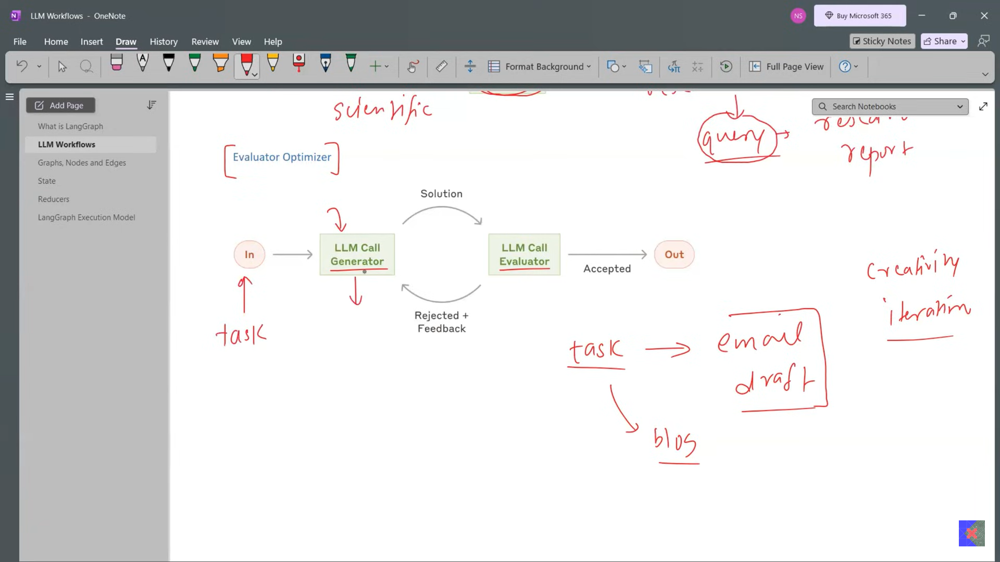 LLM Workflows - OneNote
NS
Buy Microsoft 365
File Home Insert Draw History Review View Help
Sticky Notes
Share
Format Background
Full Page View
Add Page
Search Notebooks
What is LangGraph
LLM Workflows
Graphs, Nodes and Edges
State
Reducers
LangGraph Execution Model
scientific
query
report
Evaluator Optimizer
Solution
In
LLM Call
Generator
LLM Call
Evaluator
Accepted
Out
Rejected +
Feedback
task
creativity
iteration
task
email
draft
blog